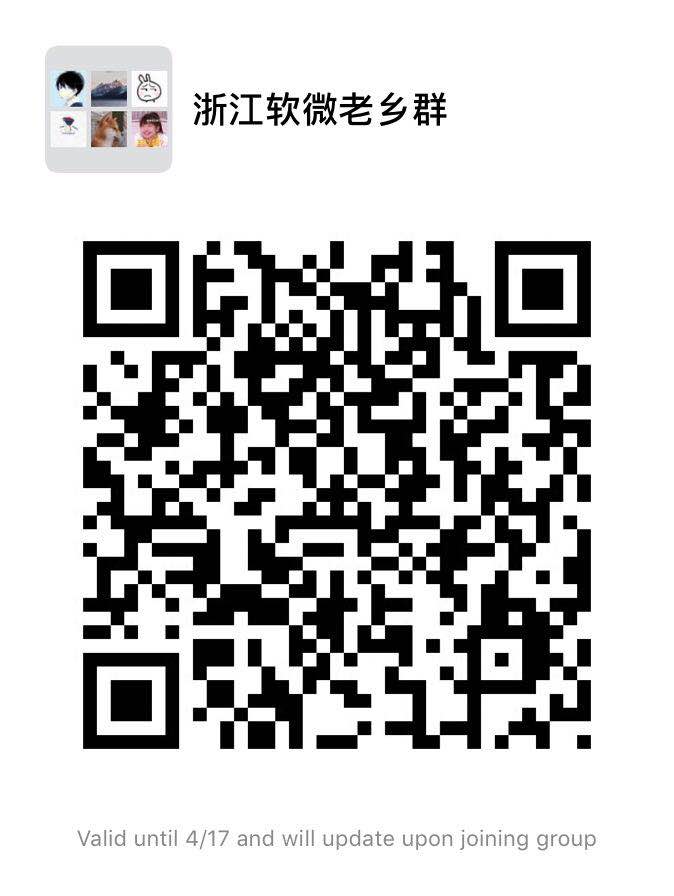 浙江软微老乡群
Valid until 4/17 and will update upon joining group